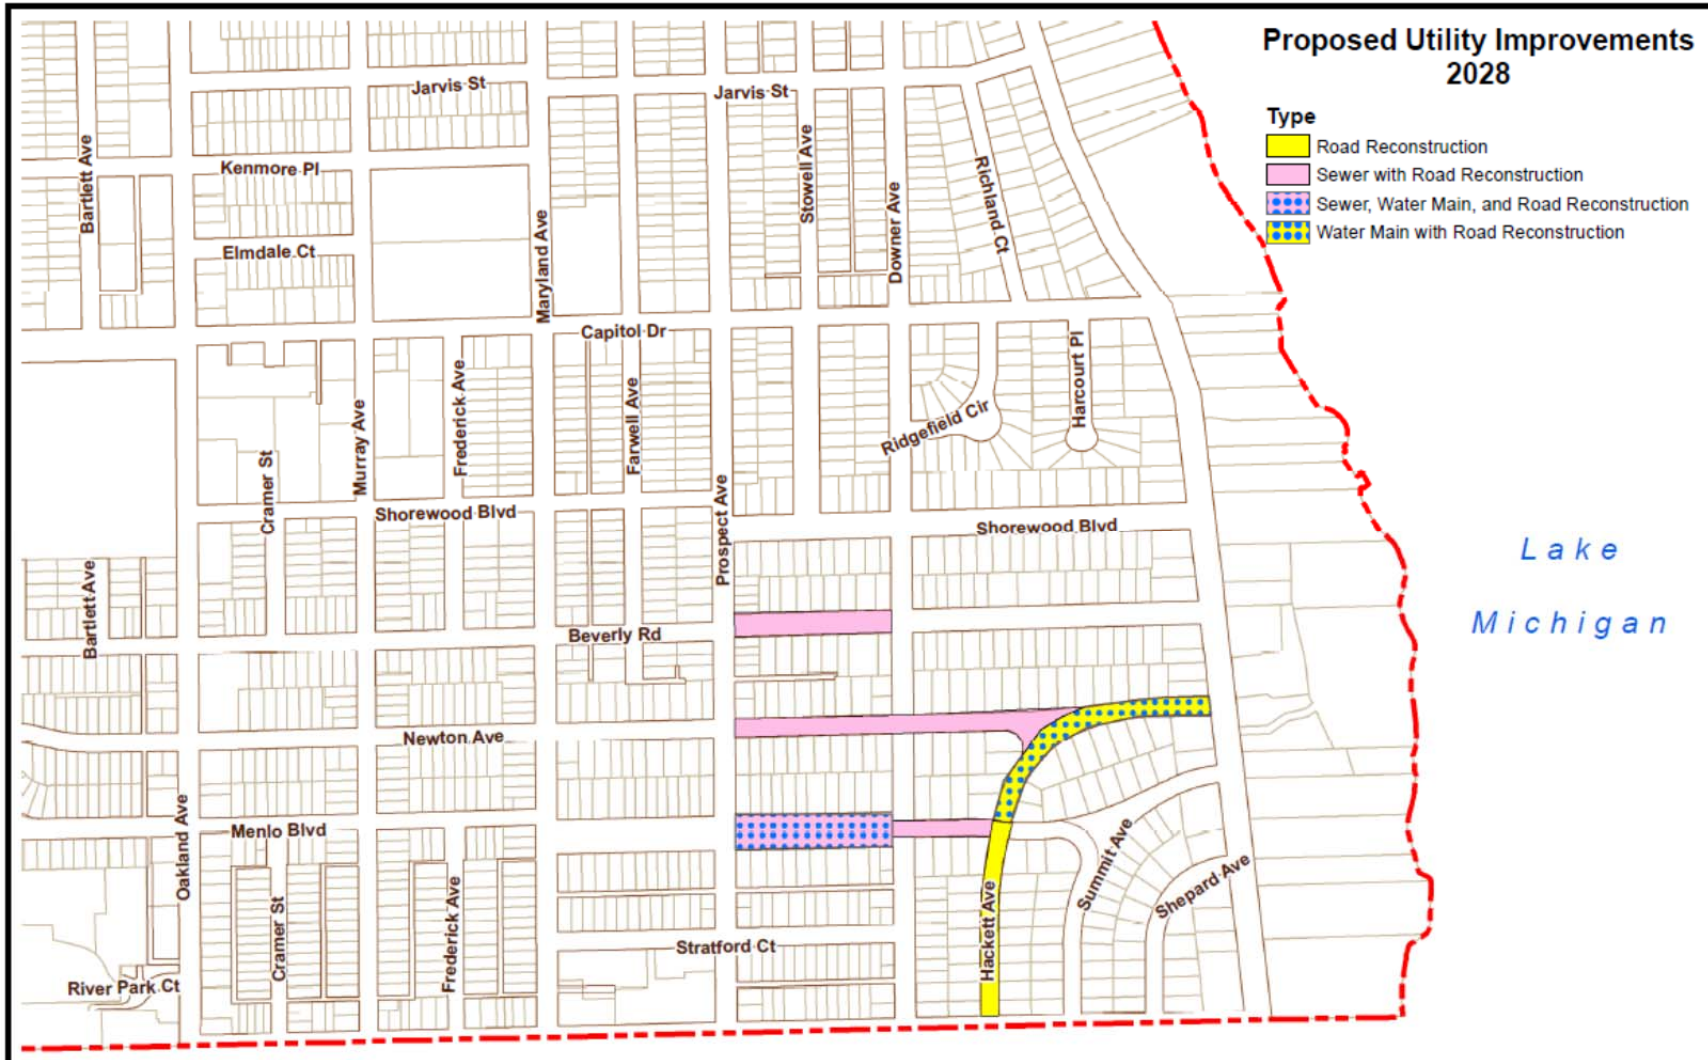 Proposed Utility Improvements
2028
Type
Road Reconstruction
Sewer with Road Reconstruction
Sewer, Water Main, and Road Reconstruction
Water Main with Road Reconstruction
Jarvis St
Jarvis St
Bartlett Ave
Kenmore Pl
Stowell Ave
Downer Ave
Richland Ct
Elmdale Ct
Maryland Ave
Capitol Dr
Harcourt Pl
Frederick Ave
Farwell Ave
Murray Ave
Ridgefield Cir
Cramer St
Shorewood Blvd
Prospect Ave
Shorewood Blvd
Lake
Michigan
Bartlett Ave
Beverly Rd
Newton Ave
Oakland Ave
Menlo Blvd
Summit Ave
Shepard Ave
Cramer St
Frederick Ave
Hackett Ave
Stratford Ct
River Park Ct